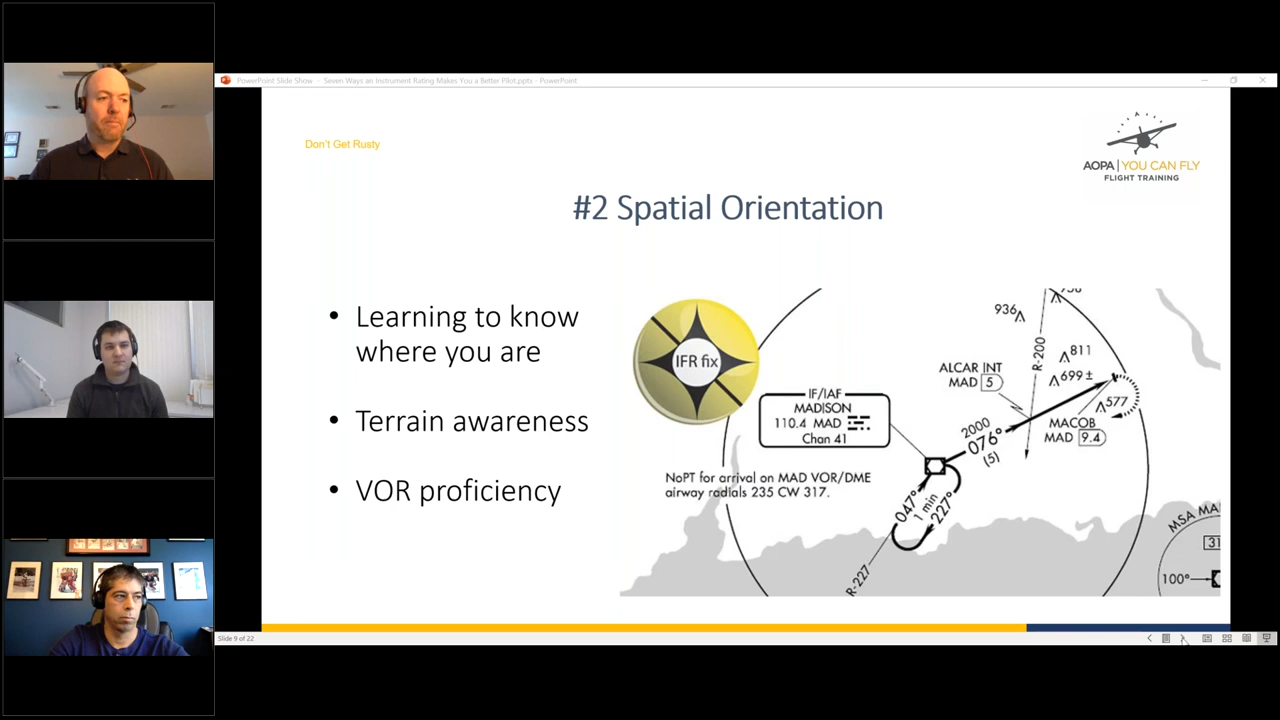 PowerPoint Slide Show - Seven Ways an Instrument Rating Makes You a Better Pilot.pptx - PowerPoint
Don't Get Rusty
AOPA | YOU CAN FLY
FLIGHT TRAINING
#2 Spatial Orientation
• Learning to know
where you are
• Terrain awareness
• VOR proficiency
IFR fix
IF/IAF
MADISON
110.4 MAD
Chan 41
NoPT for arrival on MAD VOR/DME
airway radials 235 CW 317.
936
R-200
811
699 ±
577
ALCAR INT
MAD 5
MACOB
MAD 9.4
2000
076°
(5)
047°
1 min
227°
R-227
MSA MA
31
100°
Slide 9 of 22